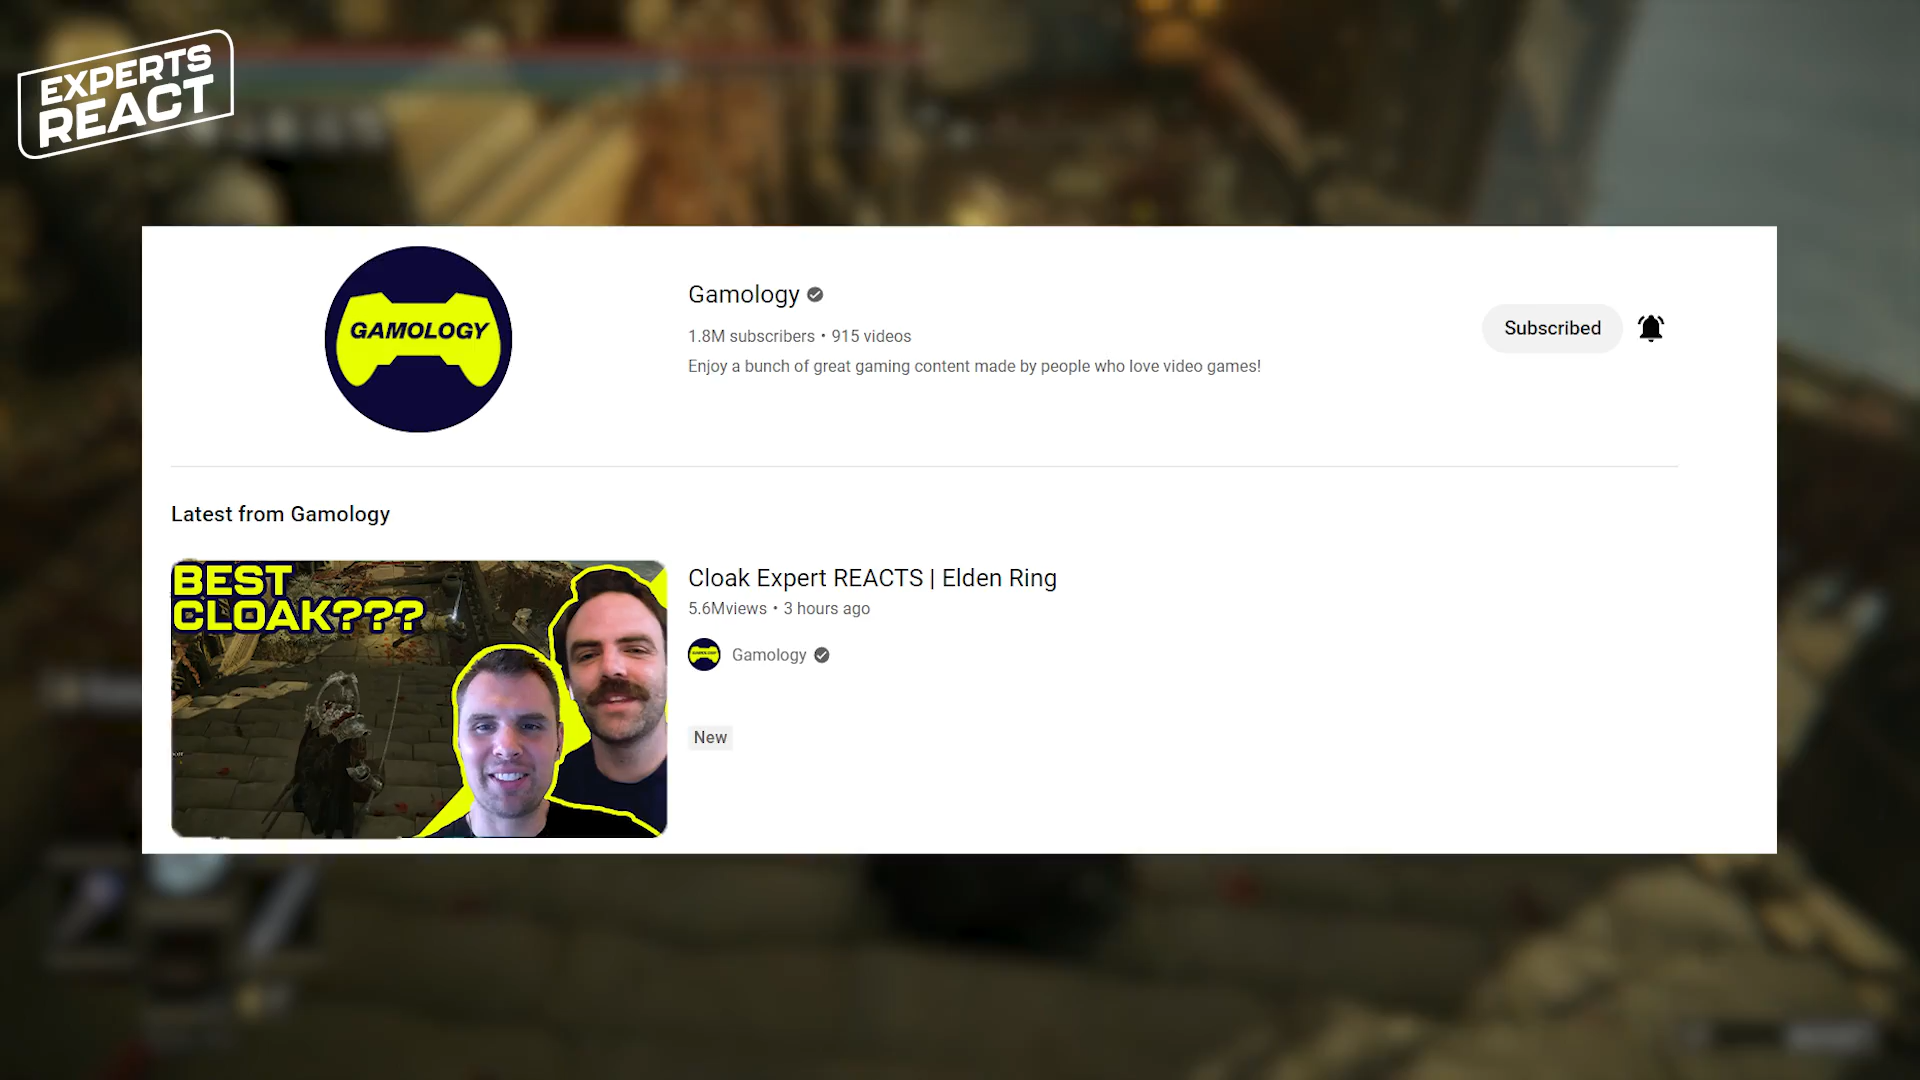 EXPERTS
REACT
GAMOLOGY
Gamology
1.8M subscribers • 915 videos
Enjoy a bunch of great gaming content made by people who love video games!
Subscribed
Latest from Gamology
BEST
CLOAK???
Cloak Expert REACTS | Elden Ring
5.6Mviews • 3 hours ago
Gamology
New